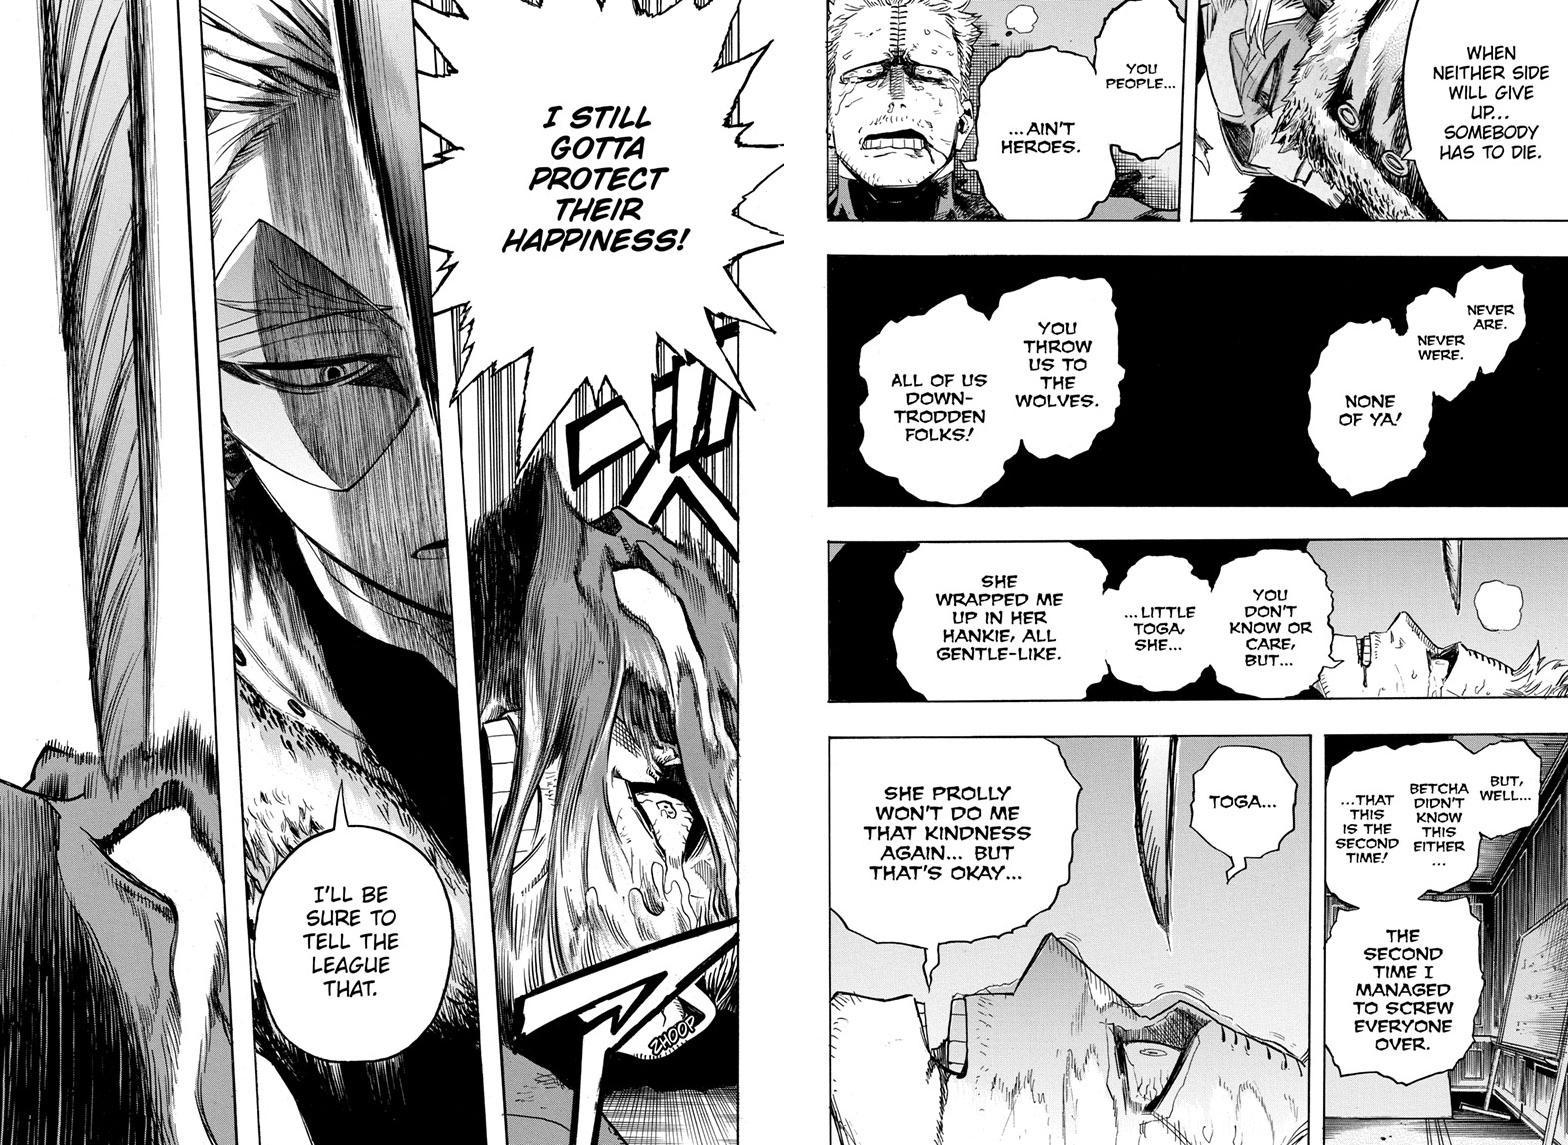 WHEN
NEITHER SIDE
WILL GIVE
UP...
SOMEBODY
HAS TO DIE.
YOU
PEOPLE...
...AIN'T
HEROES.
NEVER
ARE.
NEVER
WERE.
NONE
OF YA!
YOU
THROW
US TO
THE
WOLVES.
ALL OF US
DOWN-
TRODDEN
FOLKS!
YOU
DON'T
KNOW OR
CARE,
BUT...
...LITTLE
TOGA,
SHE...
SHE
WRAPPED ME
UP IN HER
HANKIE, ALL
GENTLE-LIKE.
BUT,
WELL...
BETCHA
DIDN'T
KNOW
THIS
EITHER
...
...THAT
THIS
IS THE
SECOND
TIME!
THE
SECOND
TIME I
MANAGED
TO SCREW
EVERYONE
OVER.
TOGA...
SHE PROLLY
WON'T DO ME
THAT KINDNESS
AGAIN... BUT
THAT'S OKAY...
I STILL
GOTTA
PROTECT
THEIR
HAPPINESS!
ズ
ア
ZHOOP
I'LL BE
SURE TO
TELL THE
LEAGUE
THAT.